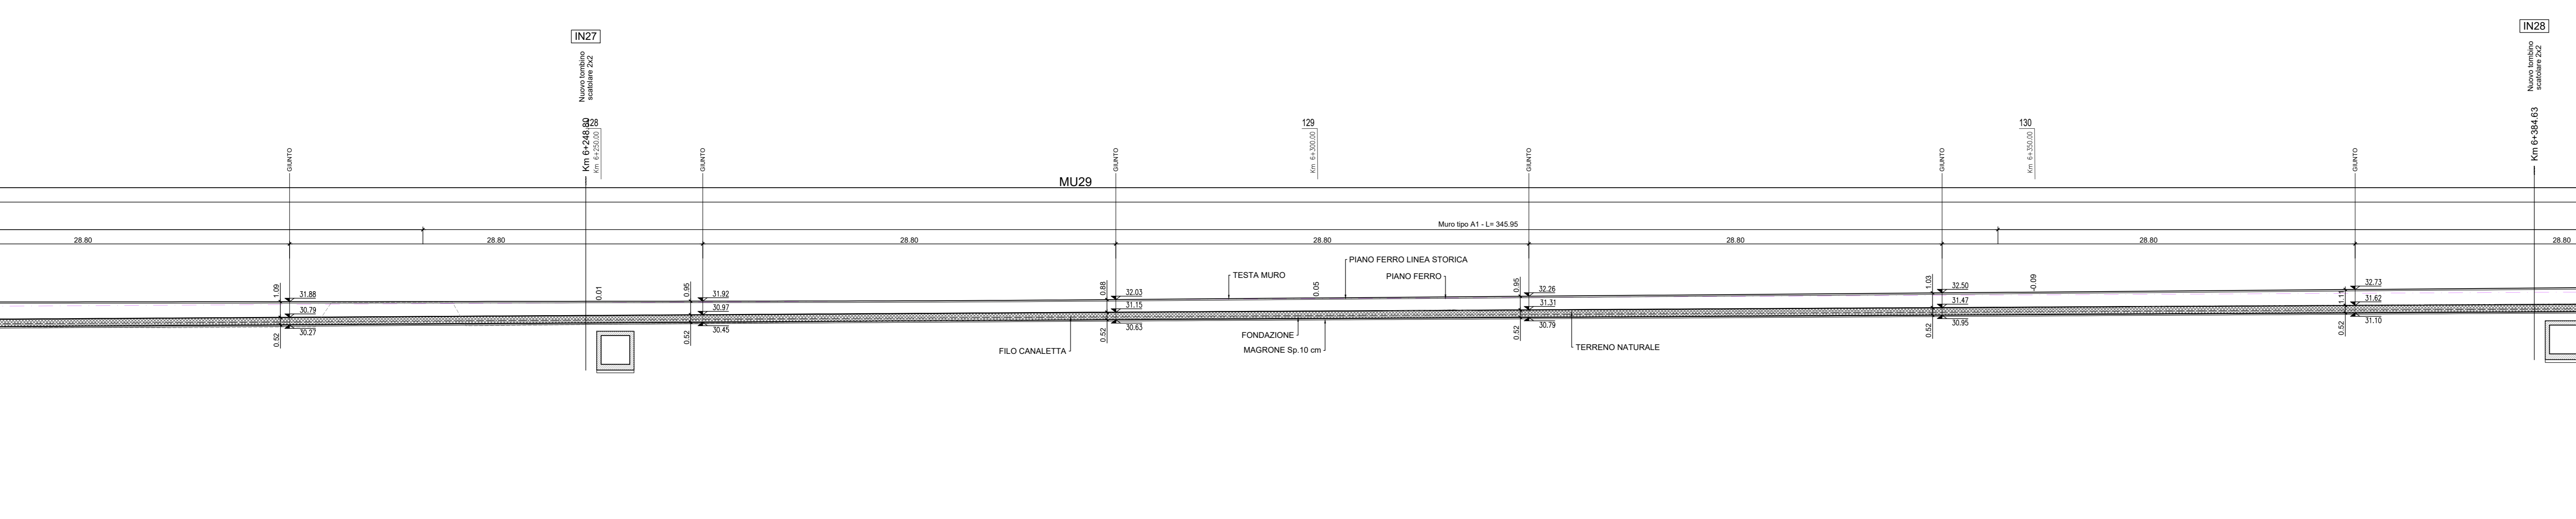 IN27
Nuovo tombino
scatolare 2x2
Km 6+248.80
128
Km 6+250.00
129
Km 6+300.00
130
Km 6+350.00
IN28
Nuovo tombino
scatolare 2x2
Km 6+384.63
GIUNTO
GIUNTO
GIUNTO
GIUNTO
GIUNTO
GIUNTO
MU29
Muro tipo A1 - L= 345.95
28.80
28.80
28.80
28.80
28.80
28.80
28.80
TESTA MURO
PIANO FERRO LINEA STORICA
PIANO FERRO
1.09
31.88
30.79
30.27
0.52
0.01
0.95
31.92
30.97
30.45
0.52
0.88
32.03
31.15
30.63
0.52
0.05
0.95
32.26
31.31
30.79
0.52
1.03
32.50
31.47
30.95
0.52
-0.09
1.11
32.73
31.62
31.10
0.52
FILO CANALETTA
FONDAZIONE
MAGRONE Sp.10 cm
TERRENO NATURALE